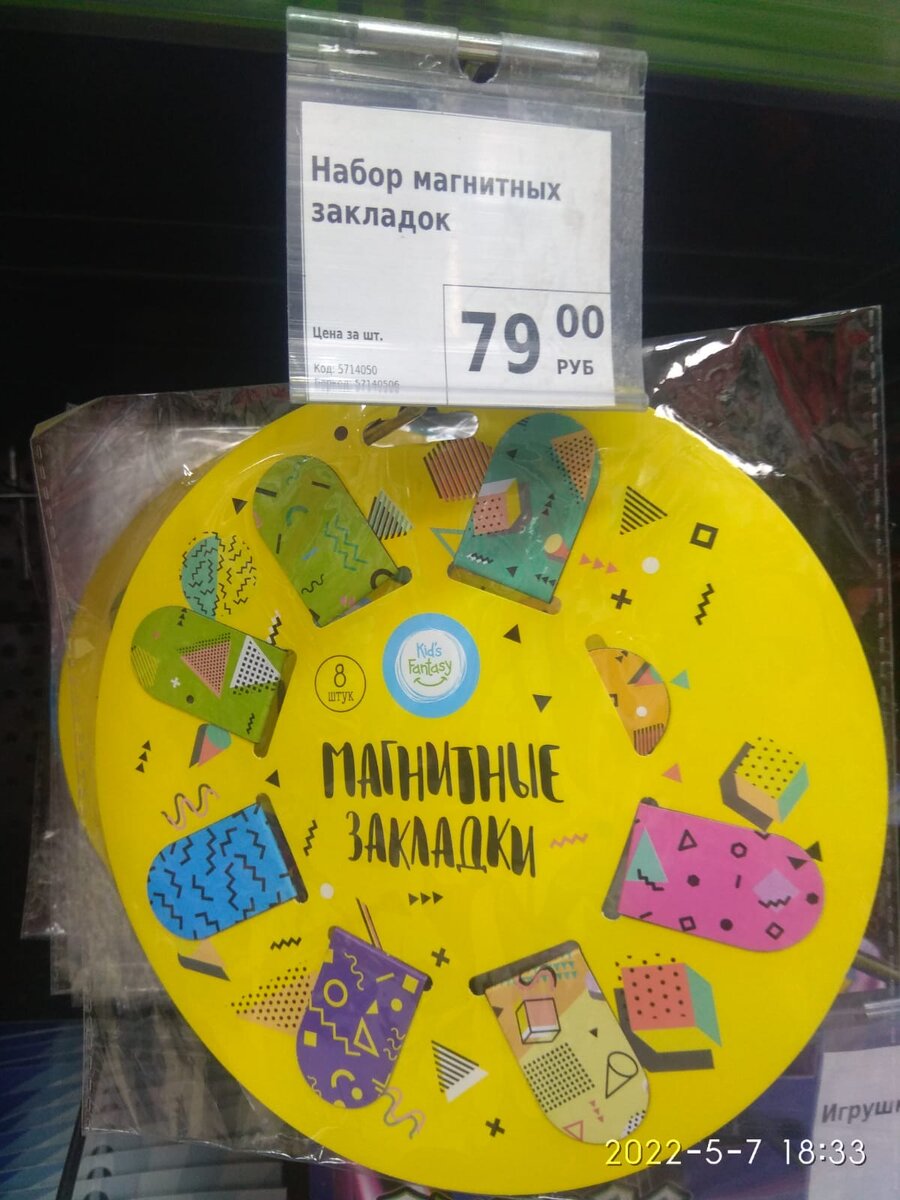 Набор магнитных
закладок
79 00
РУБ
Цена за шт.
Код: 5714050
57140506
Kid's
Fantasy
8
штук
МАГНИТНЫЕ
ЗАКЛАДКИ
Игрушк
2022-5-7 18:33